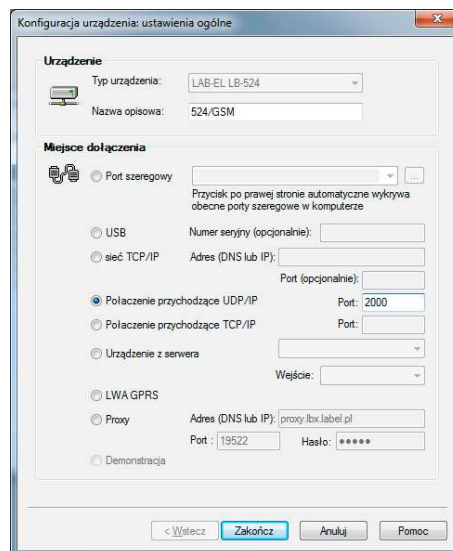 Konfiguracja urządzenia: ustawienia ogólne
Urządzenie
Typ urządzenia: LAB-EL LB-524
Nazwa opisowa: 524/GSM
Miejsce dołączenia
Port szeregowy ...
Przycisk po prawej stronie automatyczne wykrywa
obecne porty szeregowe w komputerze
USB Numer seryjny (opcjonalnie):
sieć TCP/IP Adres (DNS lub IP):
Port (opcjonalnie):
Połaczenie przychodzące UDP/IP Port: 2000
Połaczenie przychodzące TCP/IP Port:
Urządzenie z serwera
Wejście:
LWA GPRS
Proxy Adres (DNS lub IP): proxy.lbx.label.pl
Port : 19522 Hasło: •••••
Demonstracja
< Wstecz Zakończ Anuluj Pomoc